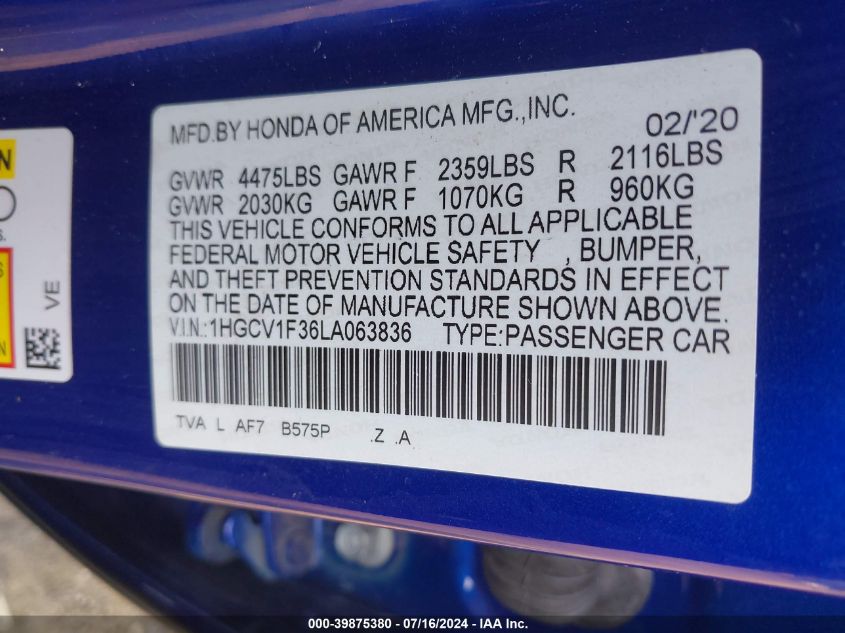 MFD.BY HONDA OF AMERICA MFG.,INC. 02/'20
GVWR 4475LBS GAWR F 2359LBS R 2116LBS
GVWR 2030KG GAWR F 1070KG R 960KG
THIS VEHICLE CONFORMS TO ALL APPLICABLE
FEDERAL MOTOR VEHICLE SAFETY , BUMPER,
AND THEFT PREVENTION STANDARDS IN EFFECT
ON THE DATE OF MANUFACTURE SHOWN ABOVE.
V.I.N.:1HGCV1F36LA063836 TYPE:PASSENGER CAR
TVA L AF7 B575P .Z .A
VE
000-39875380 - 07/16/2024 - IAA Inc.